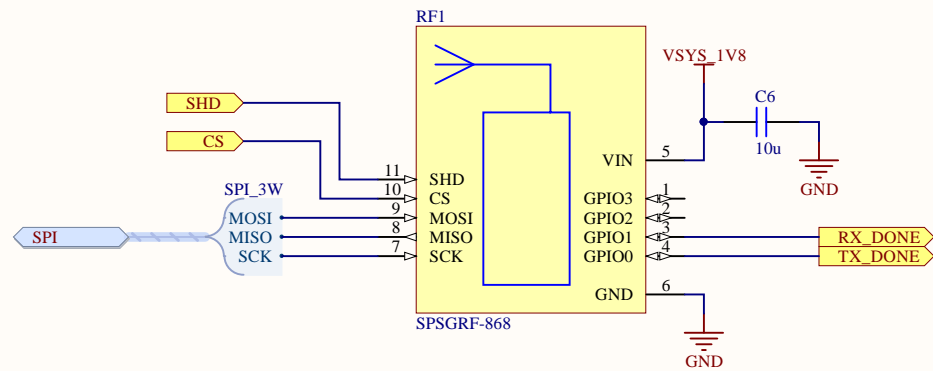 RF1
VSYS_1V8
C6
10u
GND
SHD
CS
SPI_3W
SPI
MOSI
MISO
SCK
11
10
9
8
7
SHD
CS
MOSI
MISO
SCK
VIN
GPIO3
GPIO2
GPIO1
GPIO0
GND
5
1
2
3
4
6
RX_DONE
TX_DONE
SPSGRF-868
GND